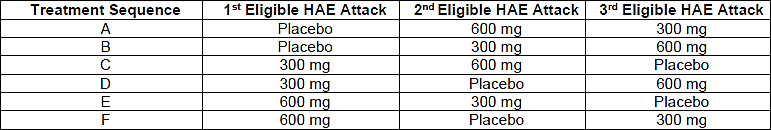 Treatment Sequence 1st Eligible HAE Attack 2nd Eligible HAE Attack 3rd Eligible HAE Attack
A Placebo 600 mg 300 mg
B Placebo 300 mg 600 mg
C 300 mg 600 mg Placebo
D 300 mg Placebo 600 mg
E 600 mg 300 mg Placebo
F 600 mg Placebo 300 mg